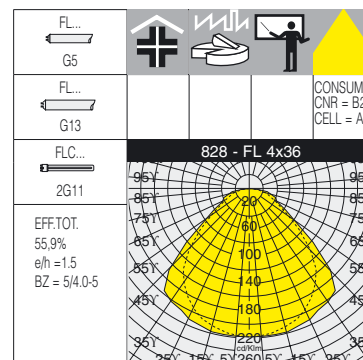 FL...
G5
FL...
G13
CONSUM
CNR = B2
CELL = A
FLC...
2G11
828 - FL 4x36
EFF.TOT.
55,9%
e/h =1.5
BZ = 5/4.0-5
95° 95
85° 85
75°
65°
55° 55
45° 45
35°
20
60
100
140
180
220
cd/Klm